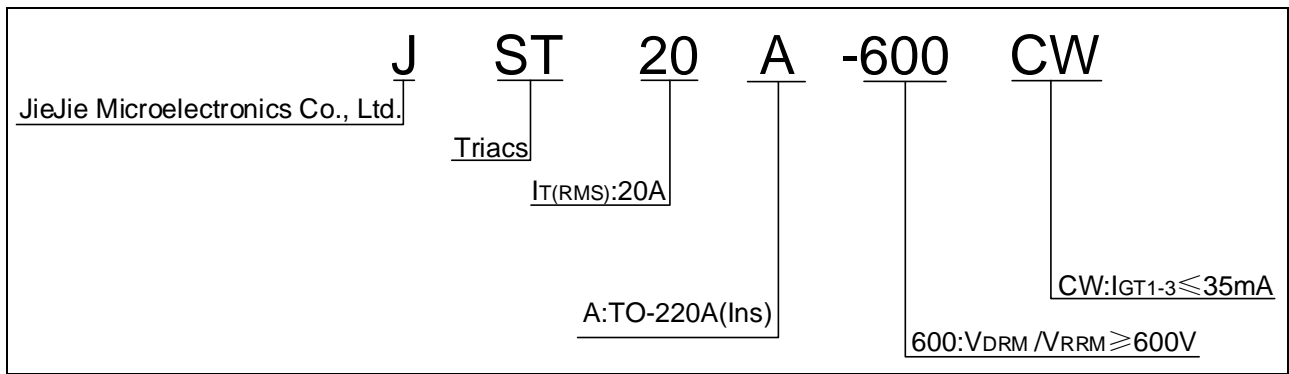 J ST 20 A -600 CW
JieJie Microelectronics Co., Ltd.
Triacs
IT(RMS):20A
CW:IGT1-3≤35mA
A:TO-220A(Ins)
600:VDRM /VRRM≥600V